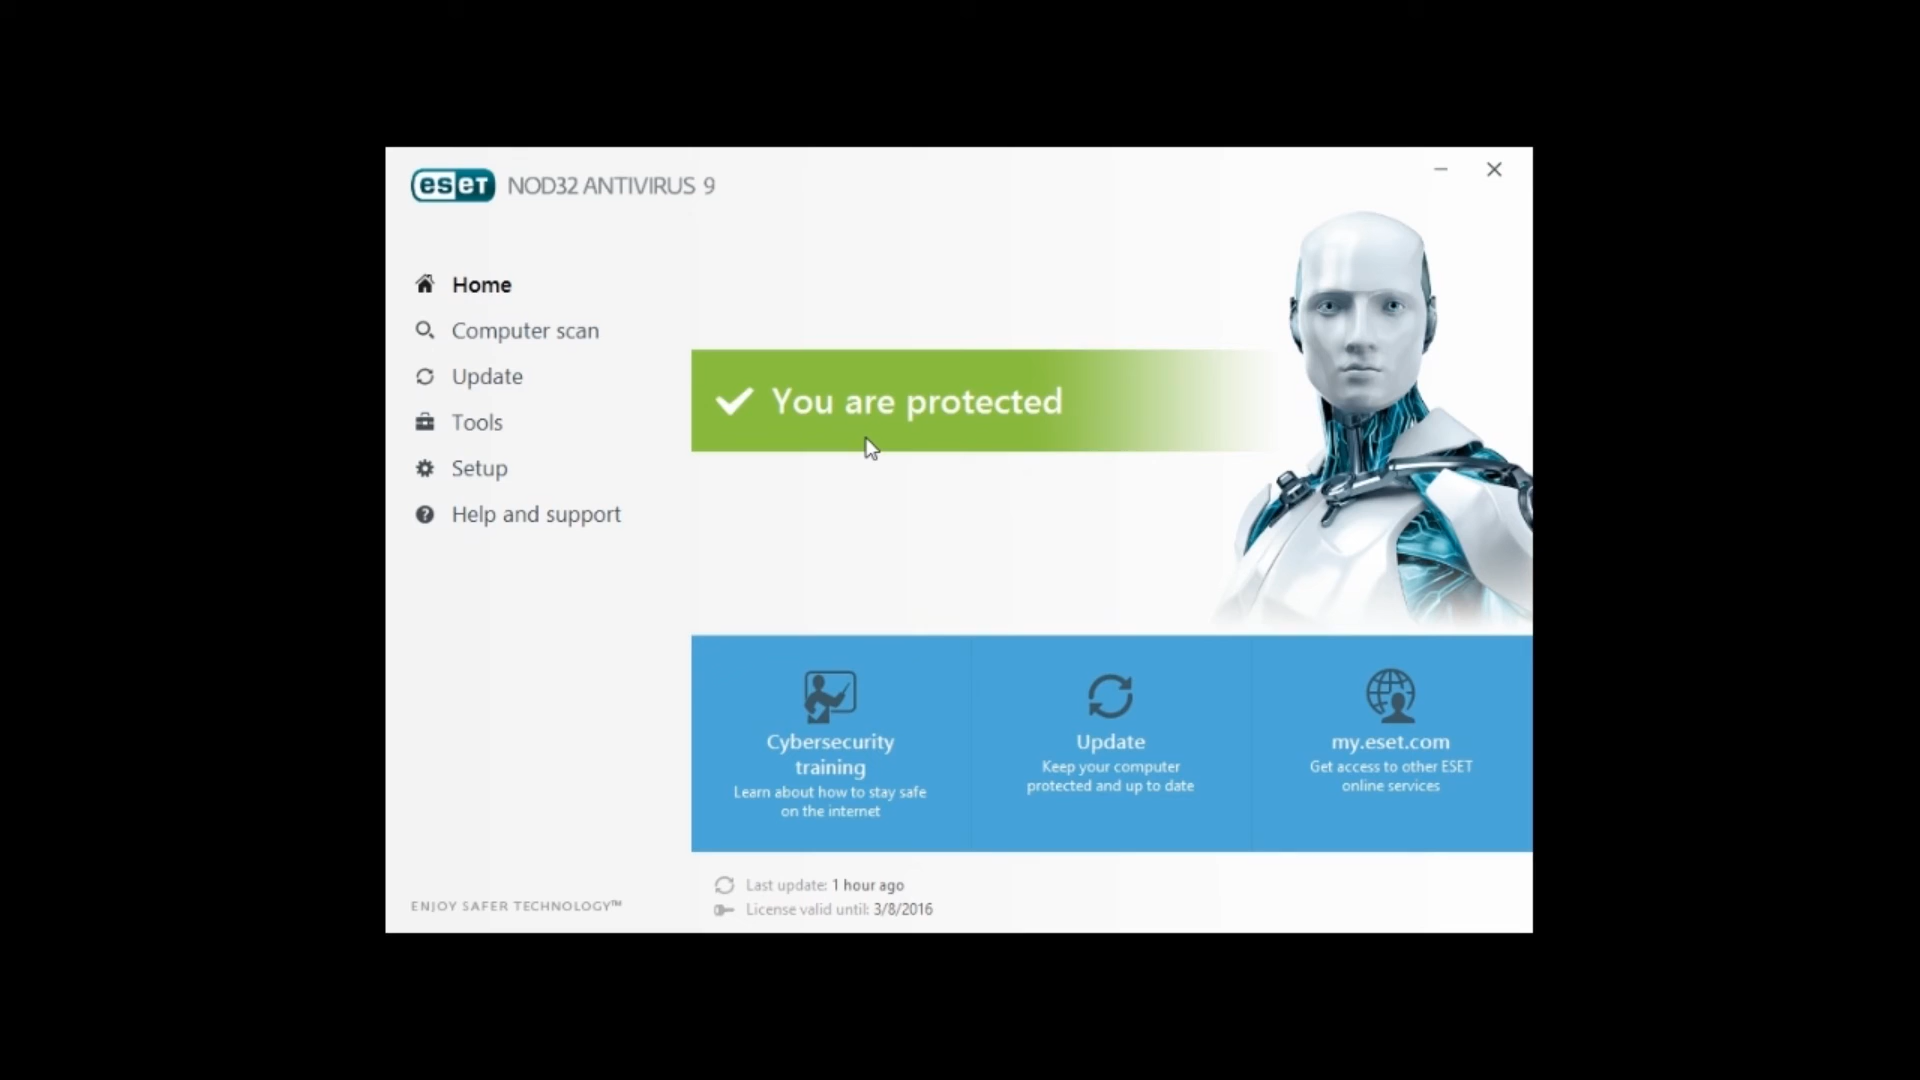 eset NOD32 ANTIVIRUS 9
Home
Computer scan
Update
Tools
Setup
Help and support
You are protected
Cybersecurity
training
Learn about how to stay safe
on the internet
Update
Keep your computer
protected and up to date
my.eset.com
Get access to other ESET
online services
Last update: 1 hour ago
License valid until: 3/8/2016
ENJOY SAFER TECHNOLOGY™